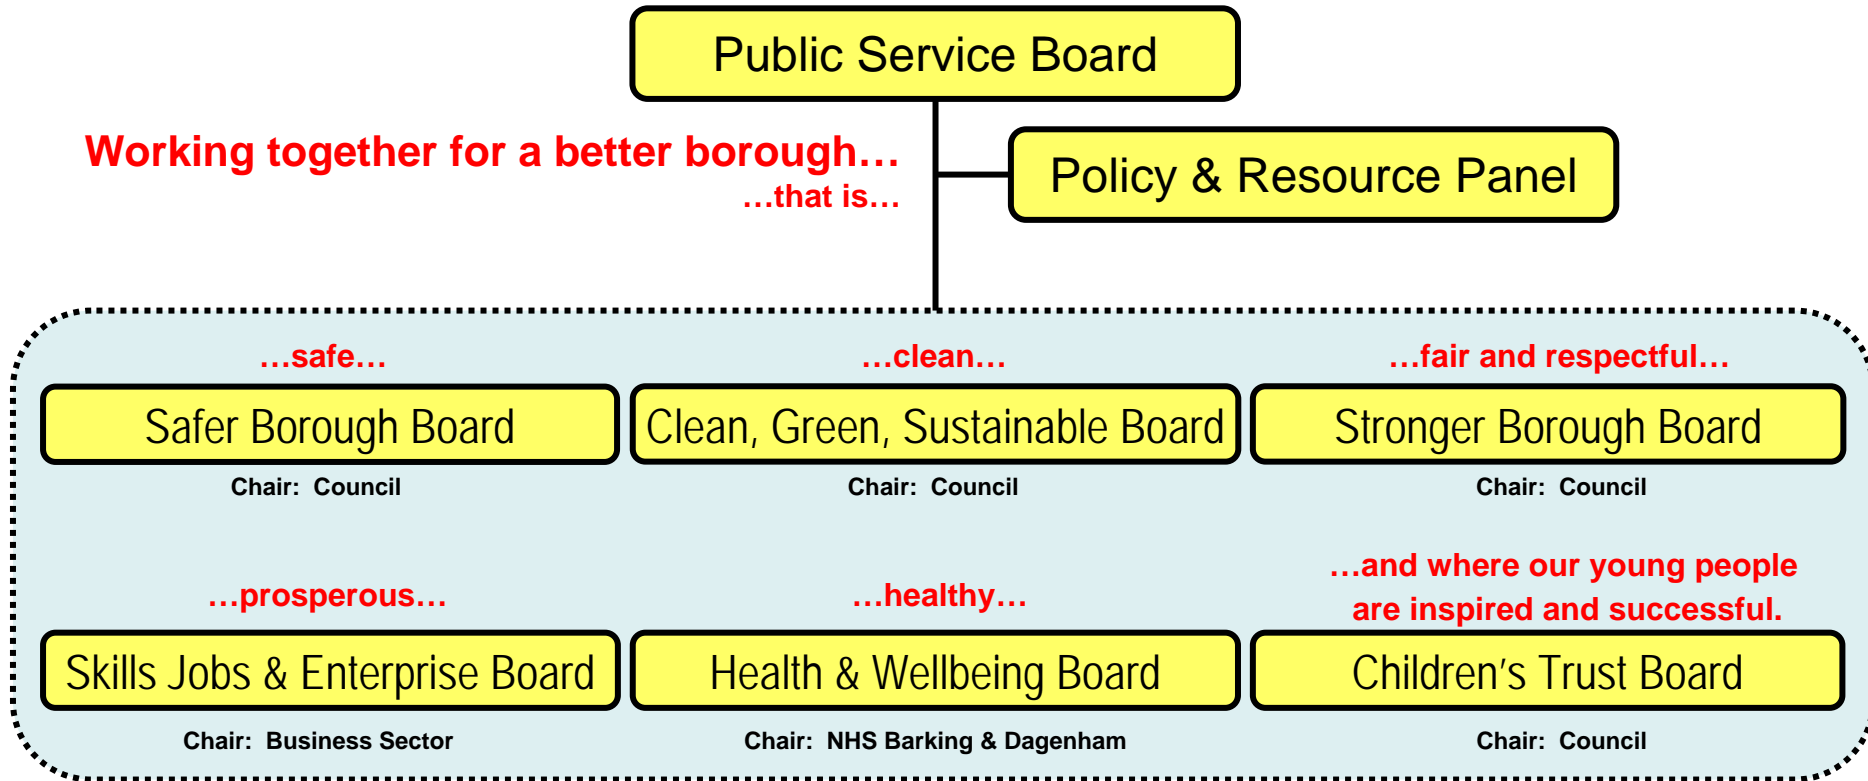 Public Service Board
Working together for a better borough…
…that is…
Policy & Resource Panel
…safe…
…clean…
…fair and respectful…
Safer Borough Board
Clean, Green, Sustainable Board
Stronger Borough Board
Chair: Council
Chair: Council
Chair: Council
…prosperous…
…healthy…
…and where our young people
are inspired and successful.
Skills Jobs & Enterprise Board
Health & Wellbeing Board
Children's Trust Board
Chair: Business Sector
Chair: NHS Barking & Dagenham
Chair: Council